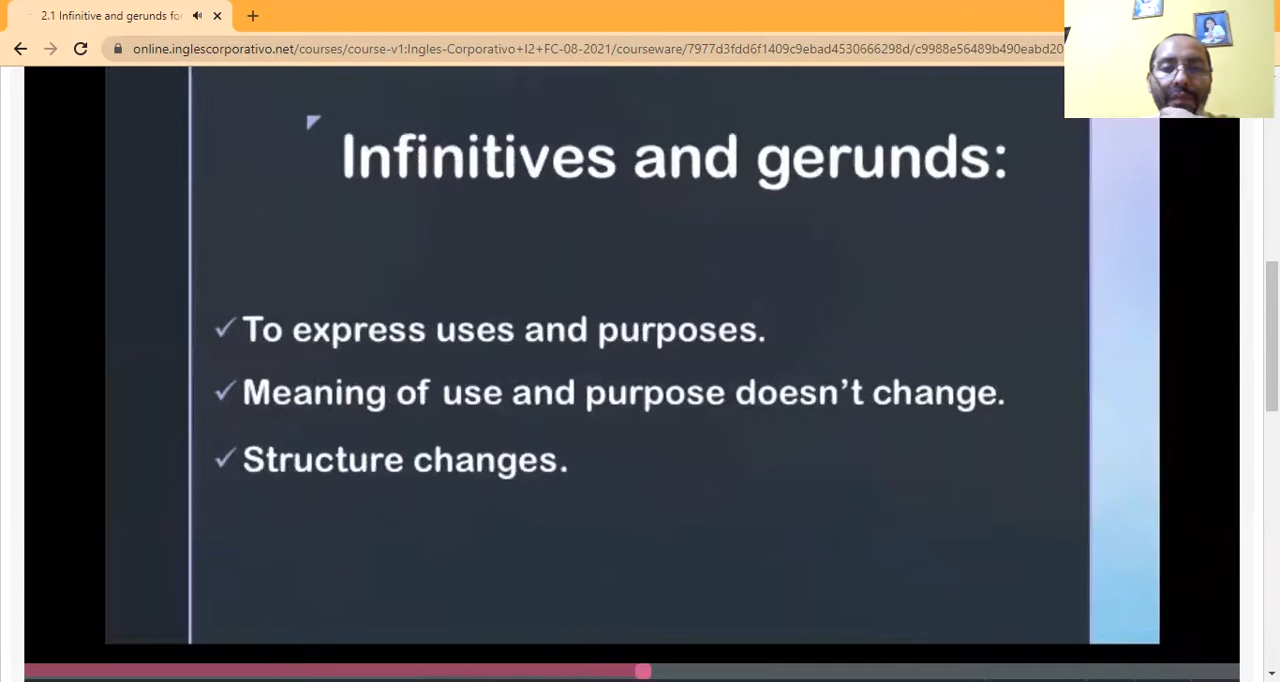 2.1 Infinitive and gerunds fo
online.inglescorporativo.net/courses/course-v1:Ingles-Corporativo+I2+FC-08-2021/courseware/7977d3fdd6f1409c9ebad4530666298d/c9988e56489b490eabd20
Infinitives and gerunds:
✓ To express uses and purposes.
✓ Meaning of use and purpose doesn’t change.
✓ Structure changes.